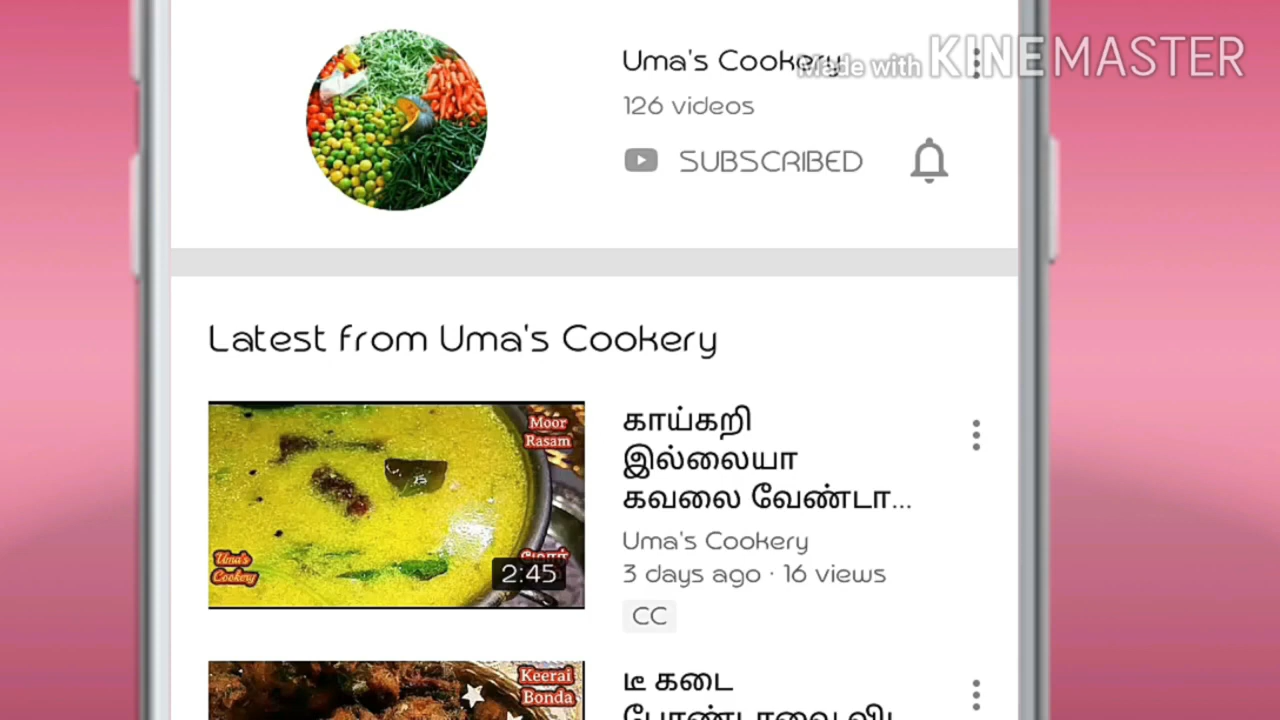 Uma's Cookery
Made with KINEMASTER
126 videos
SUBSCRIBED
Latest from Uma's Cookery
Moor
Rasam
Uma's
Cookery
மோர்
2:45
காய்கறி
இல்லையா
கவலை வேண்டா...
Uma's Cookery
3 days ago · 16 views
CC
Keerai
Bonda
டீ கடை